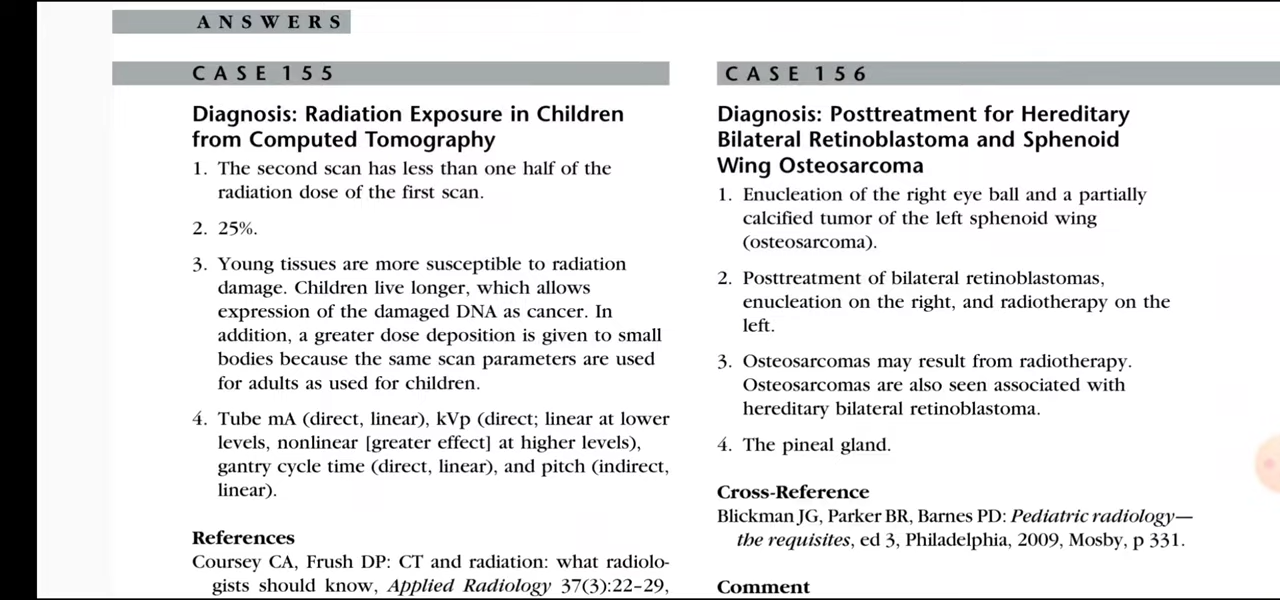 ANSWERS
CASE 155
Diagnosis: Radiation Exposure in Children
from Computed Tomography
1. The second scan has less than one half of the
radiation dose of the first scan.
2. 25%.
3. Young tissues are more susceptible to radiation
damage. Children live longer, which allows
expression of the damaged DNA as cancer. In
addition, a greater dose deposition is given to small
bodies because the same scan parameters are used
for adults as used for children.
4. Tube mA (direct, linear), kVp (direct; linear at lower
levels, nonlinear [greater effect] at higher levels),
gantry cycle time (direct, linear), and pitch (indirect,
linear).
References
Coursey CA, Frush DP: CT and radiation: what radiolo-
gists should know, Applied Radiology 37(3):22–29,
CASE 156
Diagnosis: Posttreatment for Hereditary
Bilateral Retinoblastoma and Sphenoid
Wing Osteosarcoma
1. Enucleation of the right eye ball and a partially
calcified tumor of the left sphenoid wing
(osteosarcoma).
2. Posttreatment of bilateral retinoblastomas,
enucleation on the right, and radiotherapy on the
left.
3. Osteosarcomas may result from radiotherapy.
Osteosarcomas are also seen associated with
hereditary bilateral retinoblastoma.
4. The pineal gland.
Cross-Reference
Blickman JG, Parker BR, Barnes PD: Pediatric radiology—
the requisites, ed 3, Philadelphia, 2009, Mosby, p 331.
Comment